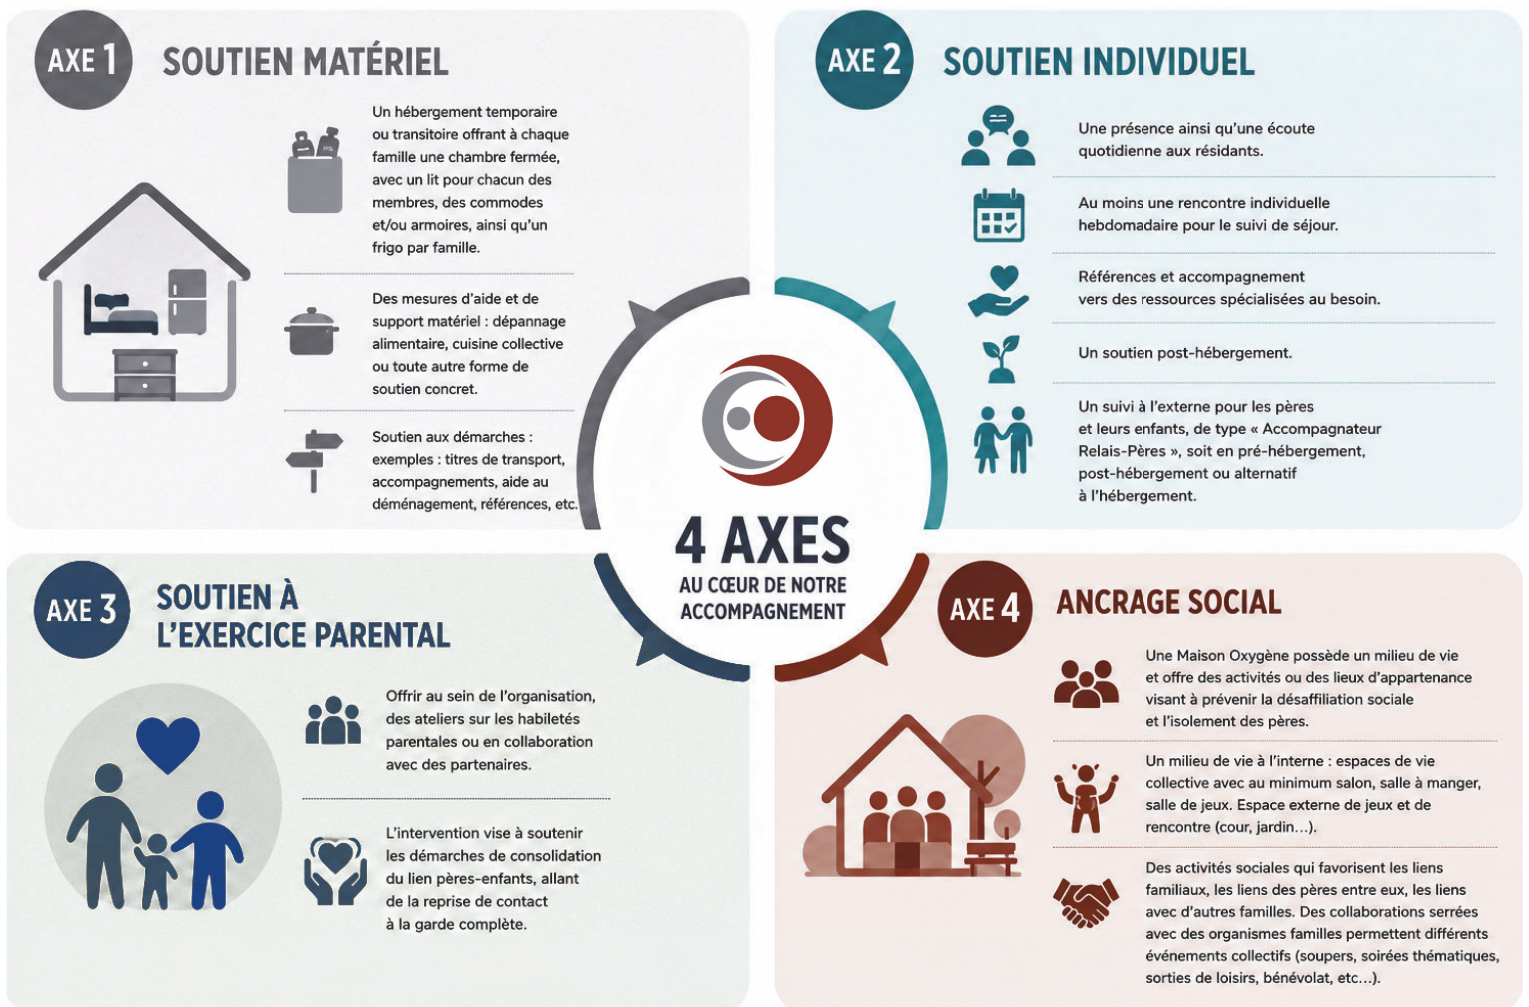 AXE 1
SOUTIEN MATÉRIEL
Un hébergement temporaire
ou transitoire offrant à chaque
famille une chambre fermée,
avec un lit pour chacun des
membres, des commodes
et/ou armoires, ainsi qu'un
frigo par famille.
Des mesures d'aide et de
support matériel : dépannage
alimentaire, cuisine collective
ou toute autre forme de
soutien concret.
Soutien aux démarches :
exemples : titres de transport,
accompagnements, aide au
déménagement, références, etc.
AXE 2
SOUTIEN INDIVIDUEL
Une présence ainsi qu'une écoute
quotidienne aux résidants.
Au moins une rencontre individuelle
hebdomadaire pour le suivi de séjour.
Références et accompagnement
vers des ressources spécialisées au besoin.
Un soutien post-hébergement.
Un suivi à l'externe pour les pères
et leurs enfants, de type « Accompagnateur
Relais-Pères », soit en pré-hébergement,
post-hébergement ou alternatif
à l'hébergement.
4 AXES
AU CŒUR DE NOTRE
ACCOMPAGNEMENT
AXE 3
SOUTIEN À
L'EXERCICE PARENTAL
Offrir au sein de l'organisation,
des ateliers sur les habiletés
parentales ou en collaboration
avec des partenaires.
L'intervention vise à soutenir
les démarches de consolidation
du lien pères-enfants, allant
de la reprise de contact
à la garde complète.
AXE 4
ANCRAGE SOCIAL
Une Maison Oxygène possède un milieu de vie
et offre des activités ou des lieux d'appartenance
visant à prévenir la désaffiliation sociale
et l'isolement des pères.
Un milieu de vie à l'interne : espaces de vie
collective avec au minimum salon, salle à manger,
salle de jeux. Espace externe de jeux et de
rencontre (cour, jardin…).
Des activités sociales qui favorisent les liens
familiaux, les liens des pères entre eux, les liens
avec d'autres familles. Des collaborations serrées
avec des organismes familles permettent différents
événements collectifs (soupers, soirées thématiques,
sorties de loisirs, bénévolat, etc…).